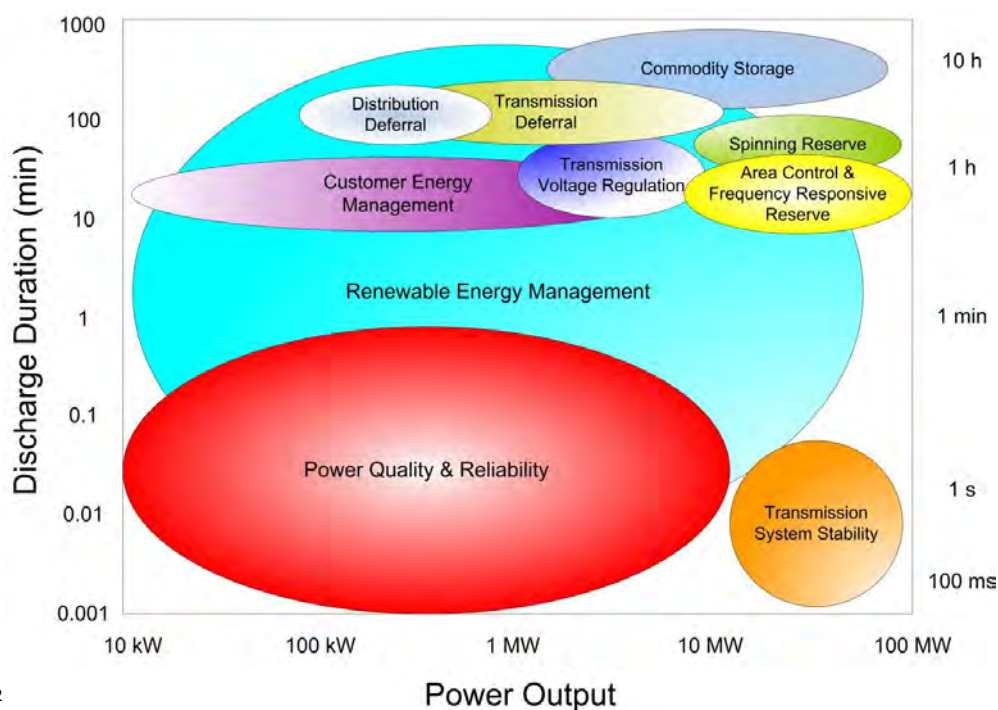 1000
100
10
1
0.1
0.01
0.001
Discharge Duration (min)
10 h
1 h
1 min
1 s
100 ms
Commodity Storage
Distribution
Deferral
Transmission
Deferral
Spinning Reserve
Transmission
Voltage Regulation
Area Control &
Frequency Responsive
Reserve
Customer Energy
Management
Renewable Energy Management
Power Quality & Reliability
Transmission
System Stability
10 kW
100 kW
1 MW
10 MW
100 MW
Power Output
2